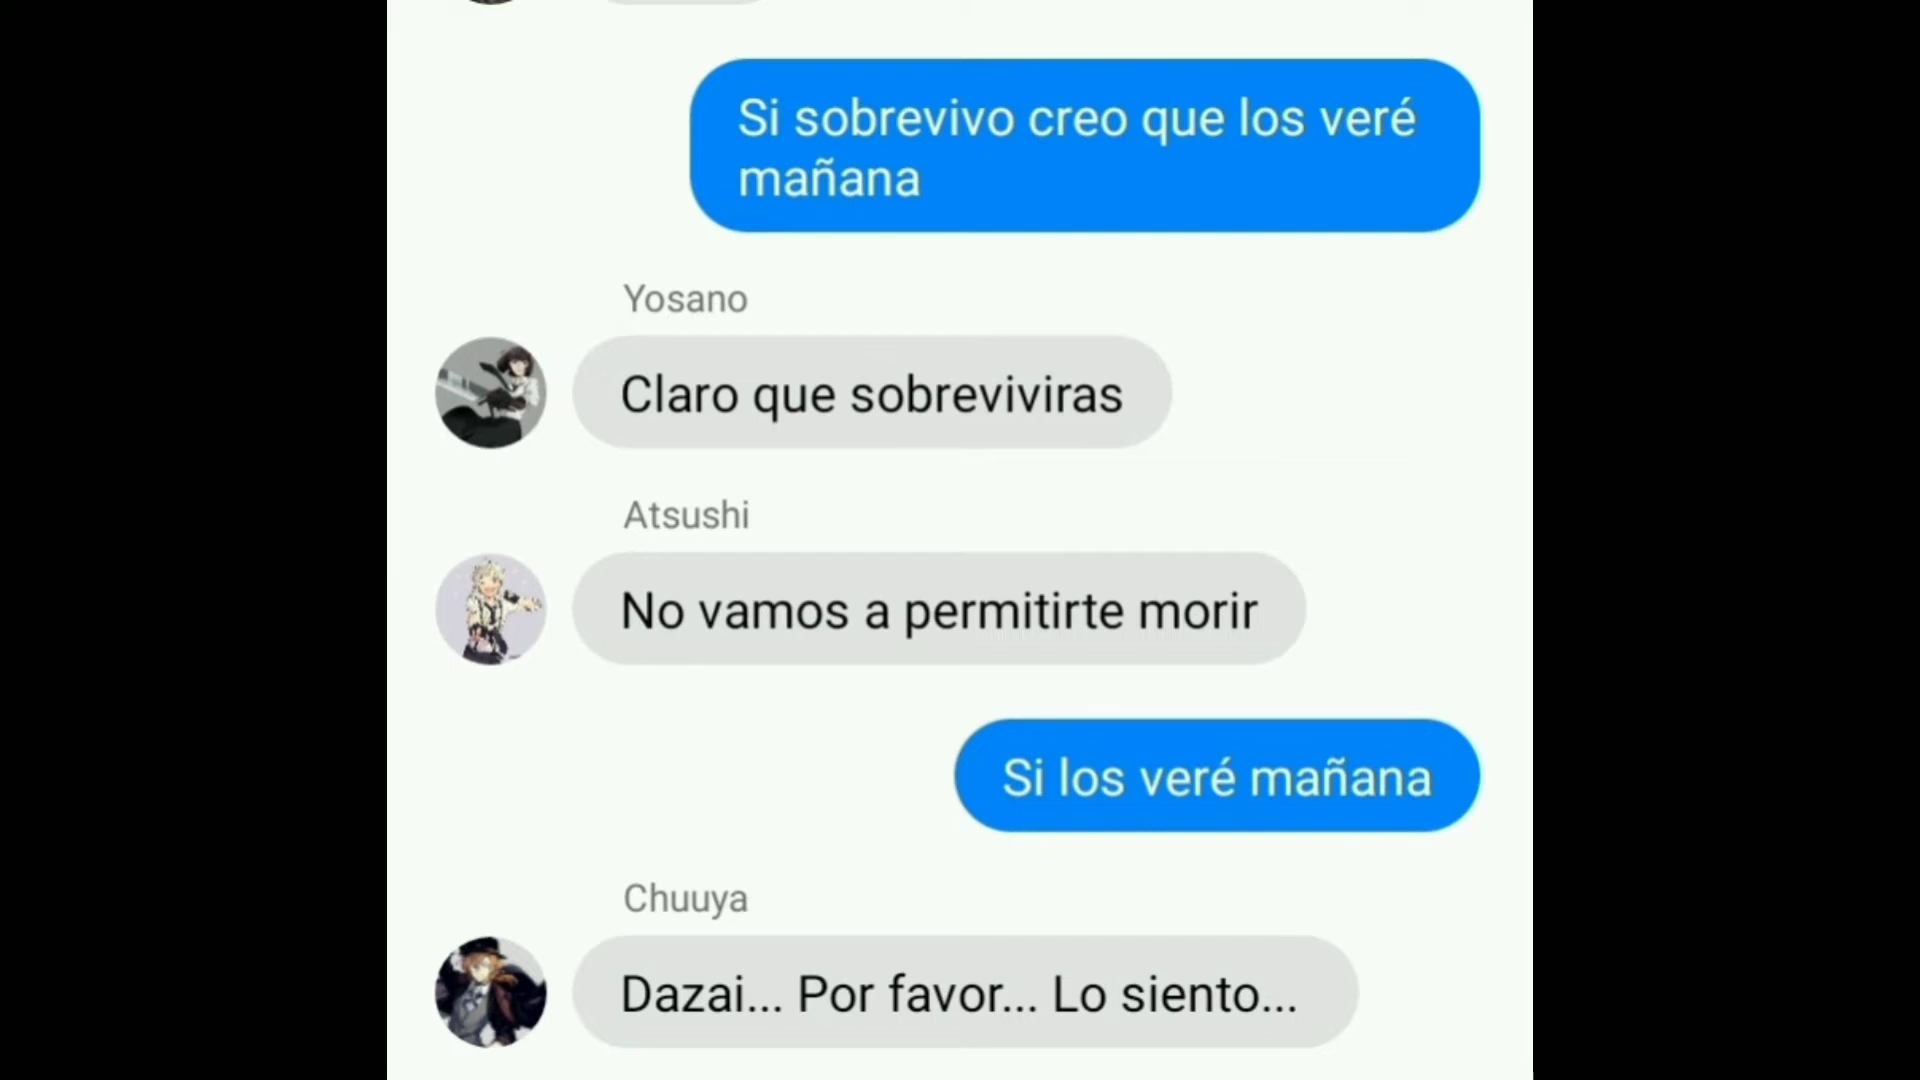 Si sobrevivo creo que los veré
mañana
Yosano
Claro que sobreviviras
Atsushi
No vamos a permitirte morir
Si los veré mañana
Chuuya
Dazai... Por favor... Lo siento...